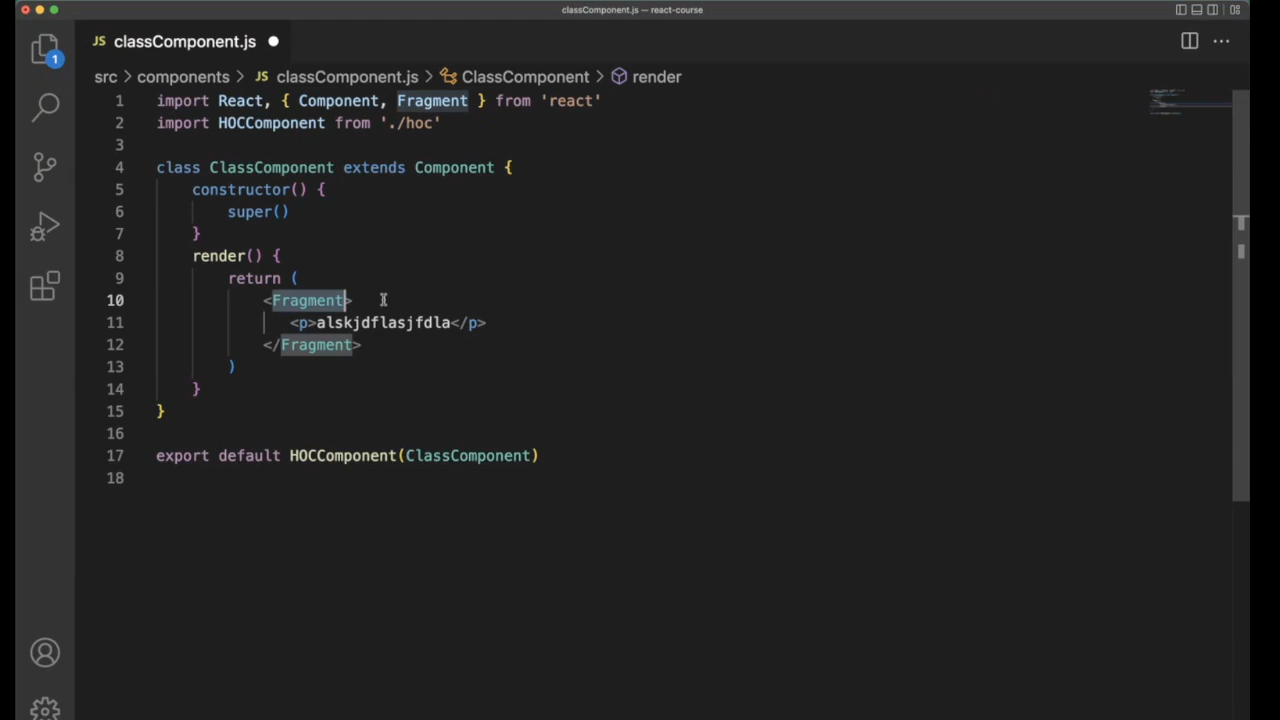 classComponent.js — react-course
JS classComponent.js
1
src > components > JS classComponent.js > ClassComponent > render
1 import React, { Component, Fragment } from 'react'
2 import HOCComponent from './hoc'
3
4 class ClassComponent extends Component {
5 constructor() {
6 super()
7 }
8 render() {
9 return (
10 <Fragment>
11 <p>alskjdflasjfdla</p>
12 </Fragment>
13 )
14 }
15 }
16
17 export default HOCComponent(ClassComponent)
18